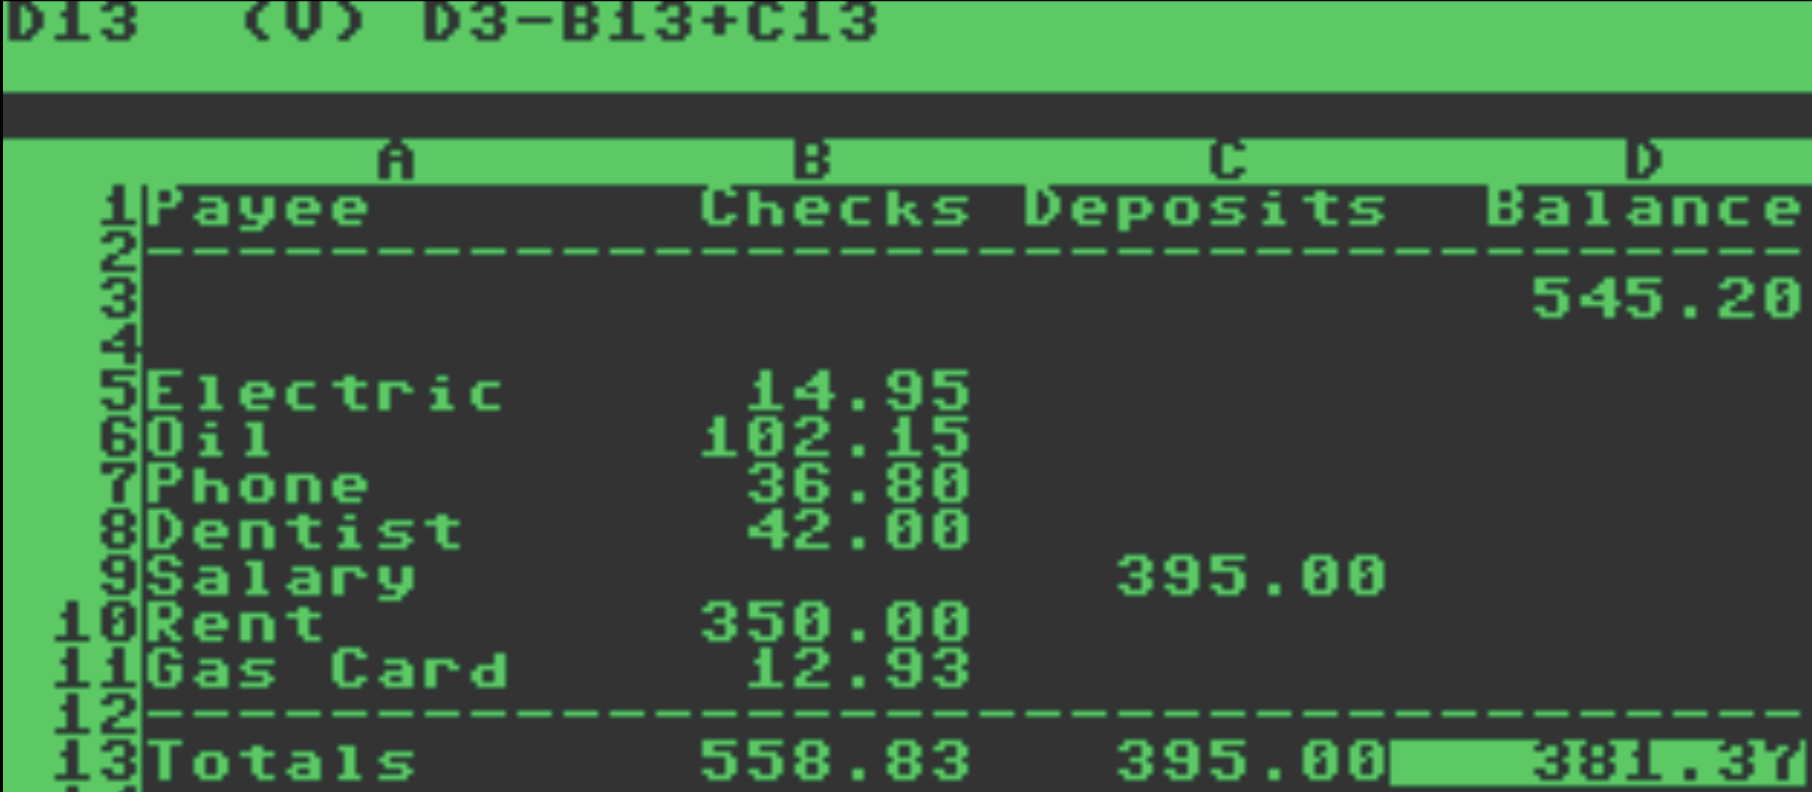 D13 (V) D3-B13+C13
A B C D
1 Payee Checks Deposits Balance
2 ------------------------------------
3 545.20
4
5 Electric 14.95
6 Oil 102.15
7 Phone 36.80
8 Dentist 42.00
9 Salary 395.00
10 Rent 350.00
11 Gas Card 12.93
12 ------------------------------------
13 Totals 558.83 395.00 381.37